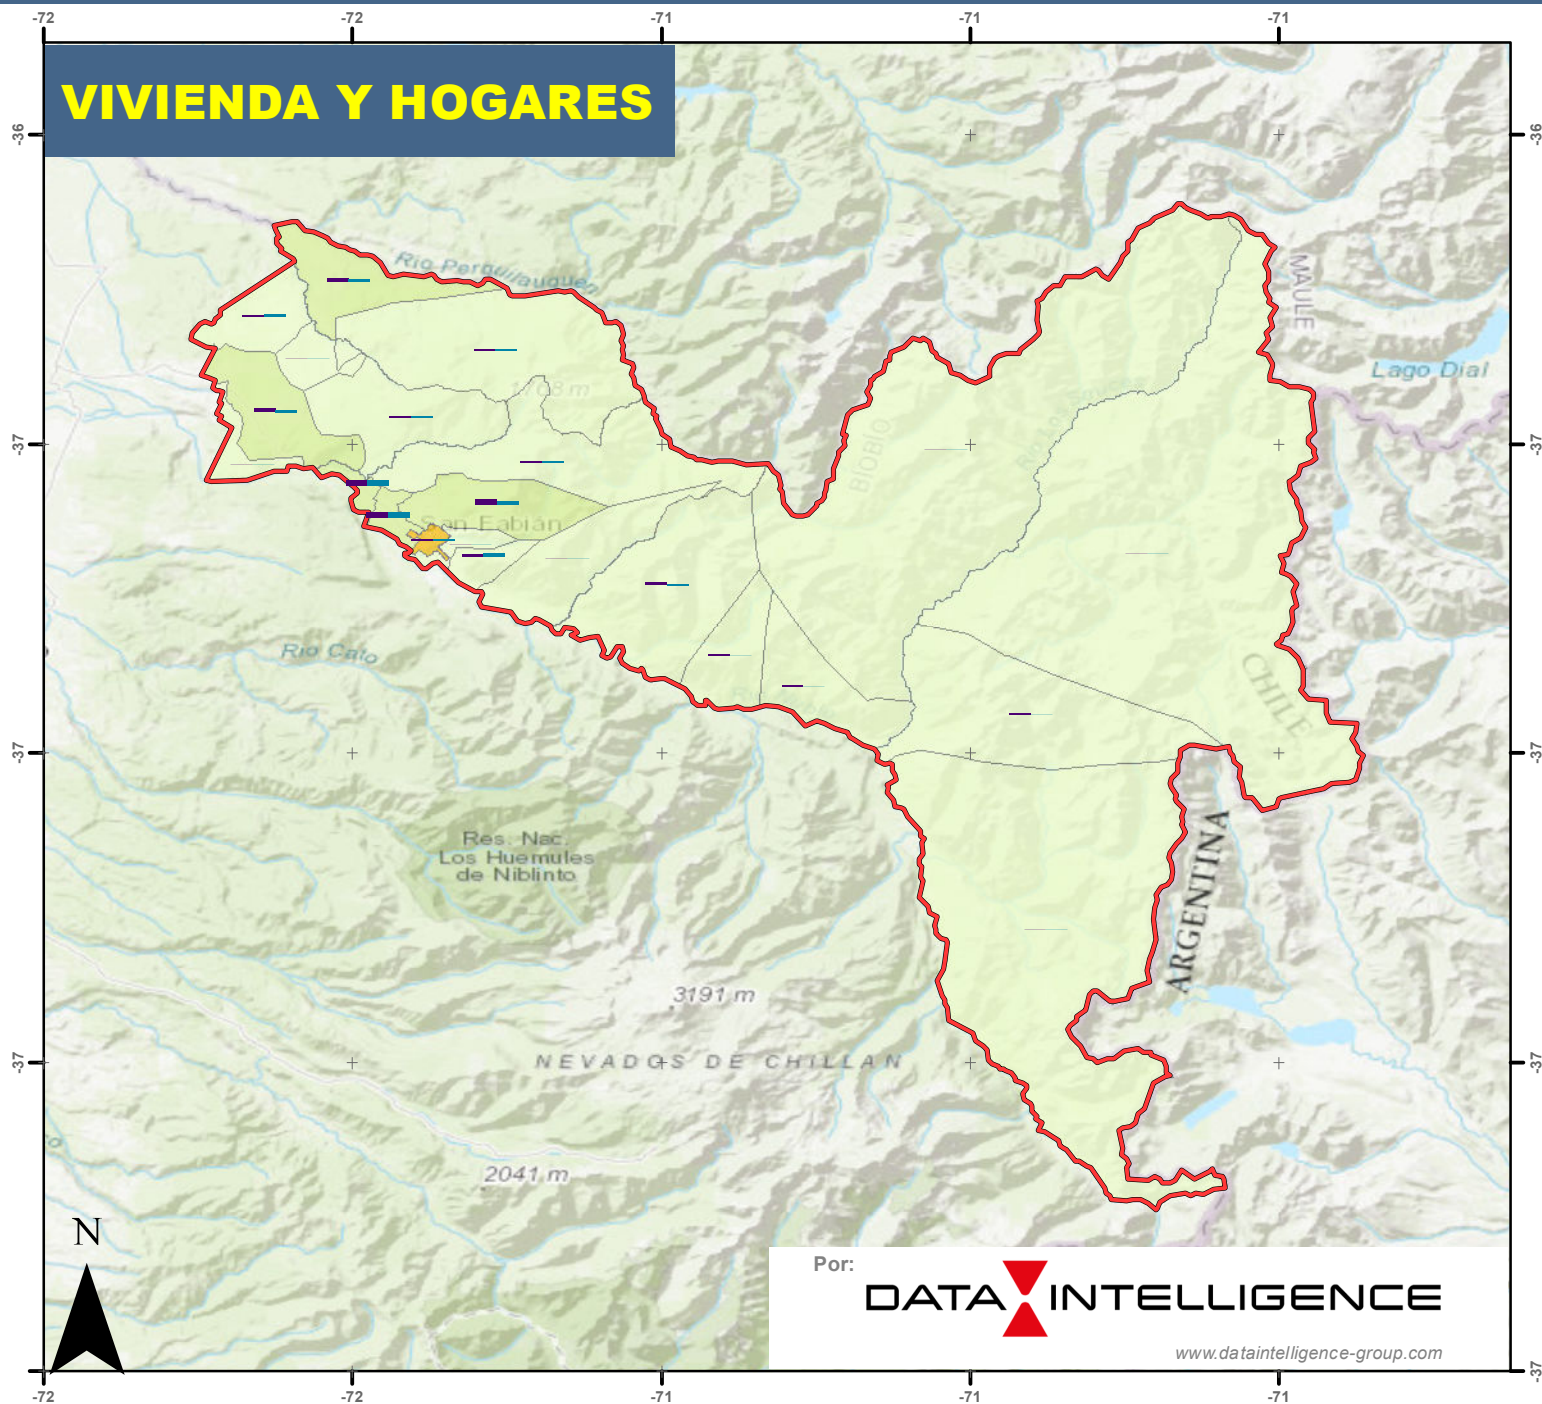 -72
-72
-71
-71
-71
VIVIENDA Y HOGARES
-36
-36
Río Perquilauquen
MAULE
Lago Dial
1768 m
-37
-37
BIOBIO
San Fabián
Río Cato
CHILE
-37
-37
Res. Nac.
Los Huemules
de Niblinto
ARGENTINA
3191 m
NEVADOS DE CHILLAN
-37
-37
2041 m
N
Por:
DATA INTELLIGENCE
www.dataintelligence-group.com
-37
-72
-72
-71
-71
-71